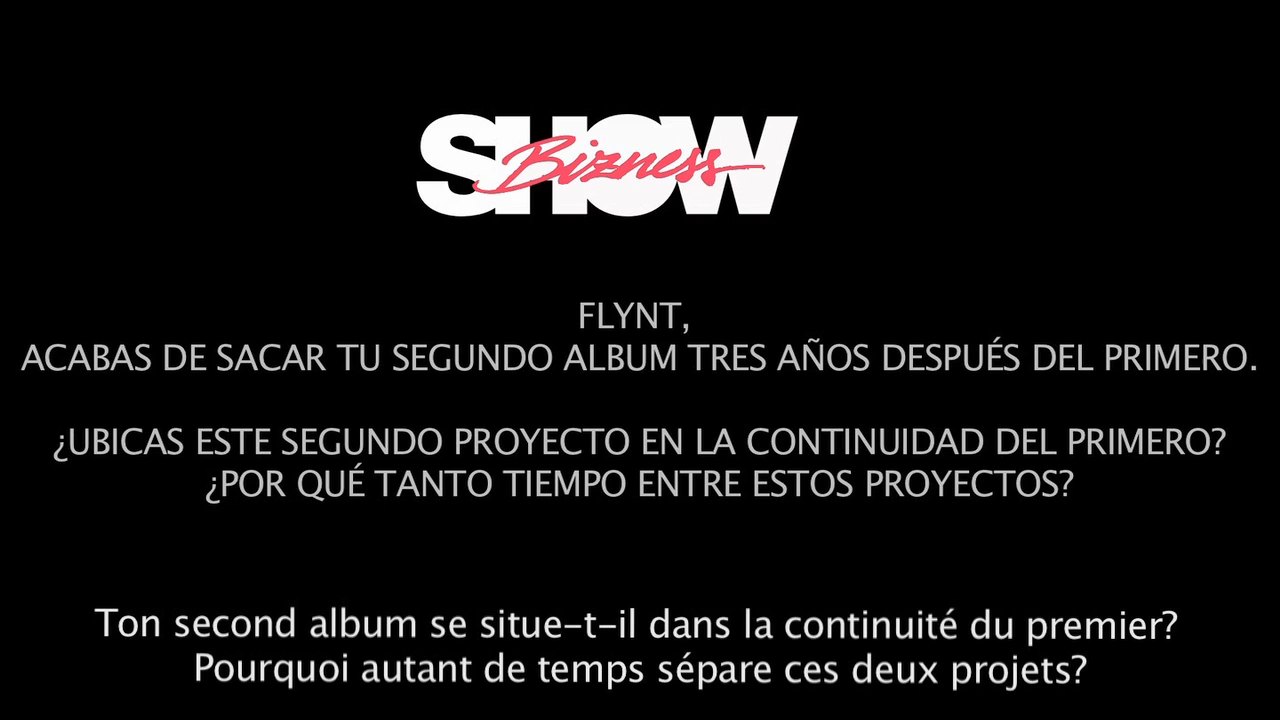 SHOW
Bizness
FLYNT,
ACABAS DE SACAR TU SEGUNDO ALBUM TRES AÑOS DESPUÉS DEL PRIMERO.
¿UBICAS ESTE SEGUNDO PROYECTO EN LA CONTINUIDAD DEL PRIMERO?
¿POR QUÉ TANTO TIEMPO ENTRE ESTOS PROYECTOS?
Ton second album se situe-t-il dans la continuité du premier?
Pourquoi autant de temps sépare ces deux projets?